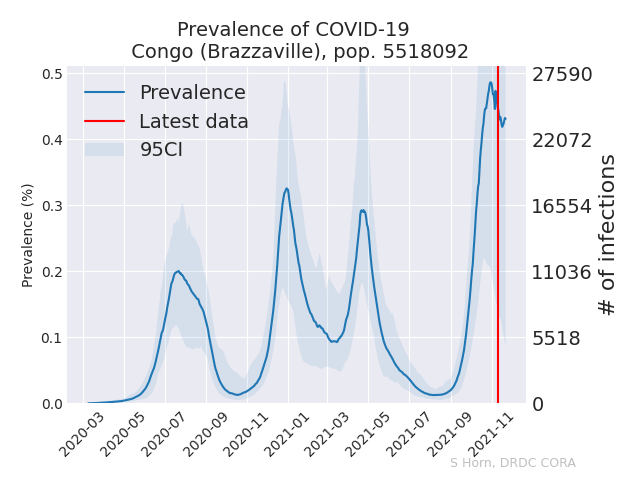 Prevalence of COVID-19
Congo (Brazzaville), pop. 5518092
Prevalence (%)
0.5
0.4
0.3
0.2
0.1
0.0
Prevalence
Latest data
95CI
27590
22072
16554
11036
5518
0
# of infections
2020-03
2020-05
2020-07
2020-09
2020-11
2021-01
2021-03
2021-05
2021-07
2021-09
2021-11
S Horn, DRDC CORA